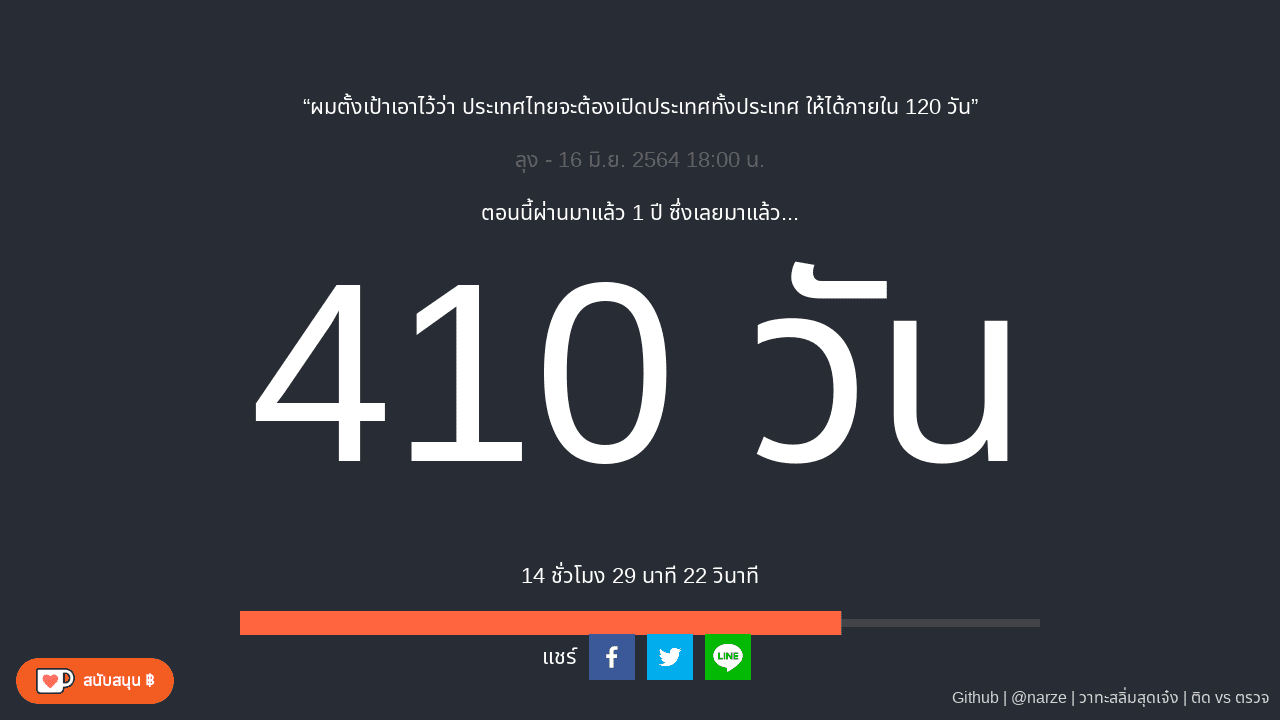 “ผมตั้งเป้าเอาไว้ว่า ประเทศไทยจะต้องเปิดประเทศทั้งประเทศ ให้ได้ภายใน 120 วัน”
ลุง - 16 มิ.ย. 2564 18:00 น.
ตอนนี้ผ่านมาแล้ว 1 ปี ซึ่งเลยมาแล้ว...
410 วัน
14 ชั่วโมง 29 นาที 22 วินาที
แชร์
LINE
สนับสนุน ฿
Github | @narze | วาทะสลิ่มสุดเจ๋ง | ติด vs ตรวจ